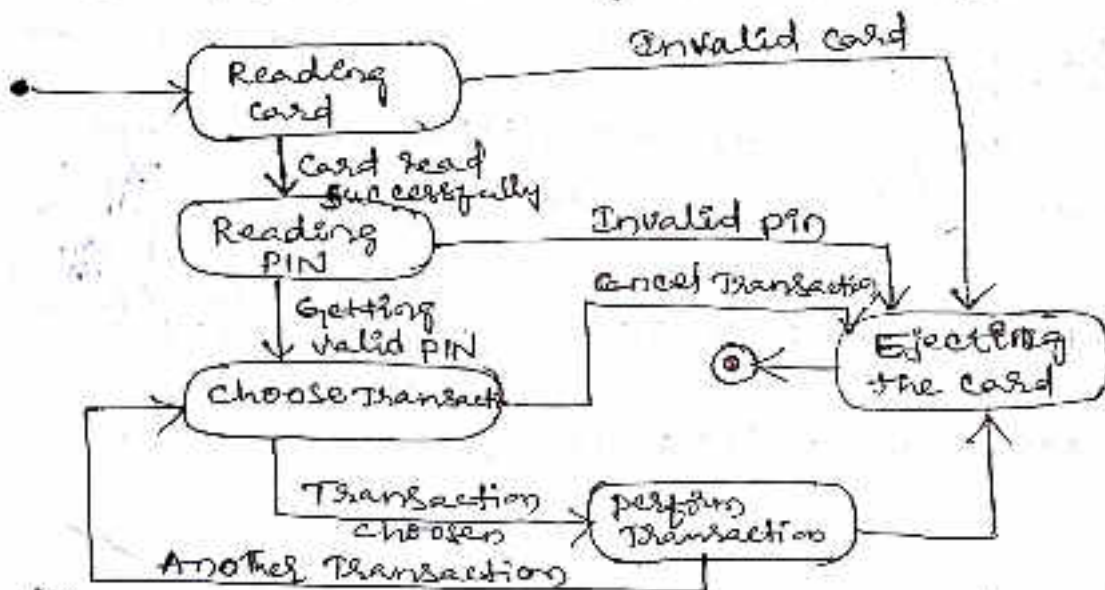 Invalid card
Reading
card
Card read
successfully
Reading
PIN
Invalid pin
Cancel Transaction
Getting
valid PIN
Ejecting
the card
Choose Transacti
Transaction
choosen
perform
Transaction
Another Transaction